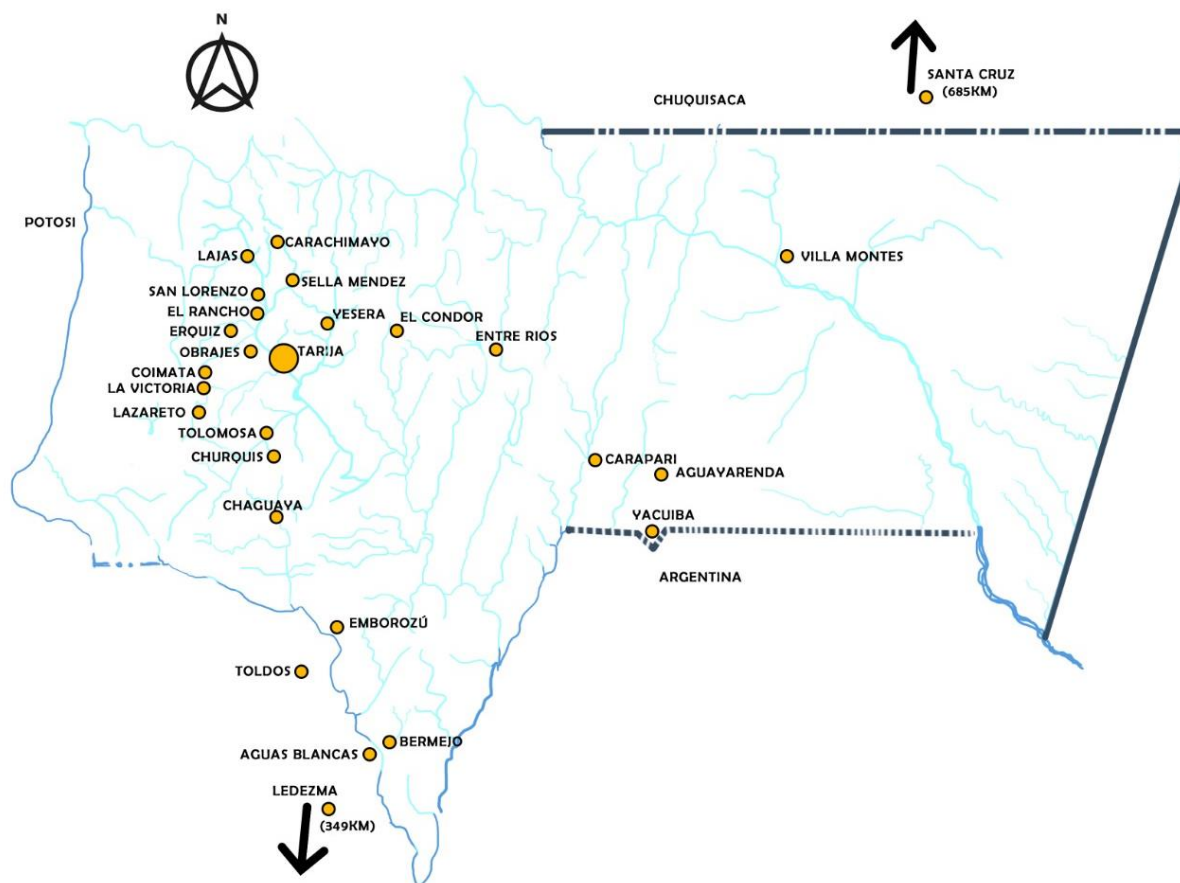 N
SANTA CRUZ
(685KM)
CHUQUISACA
POTOSI
CARACHIMAYO
LAJAS
VILLA MONTES
SELLA MENDEZ
SAN LORENZO
EL RANCHO
YESERA
EL CONDOR
ERQUIZ
ENTRE RIOS
OBRAJES
TARIJA
COIMATA
LA VICTORIA
LAZARETO
TOLOMOSA
CHURQUIS
CARAPARI
AGUAYARENDA
CHAGUAYA
YACUIBA
ARGENTINA
EMBOROZÚ
TOLDOS
BERMEJO
AGUAS BLANCAS
LEDEZMA
(349KM)